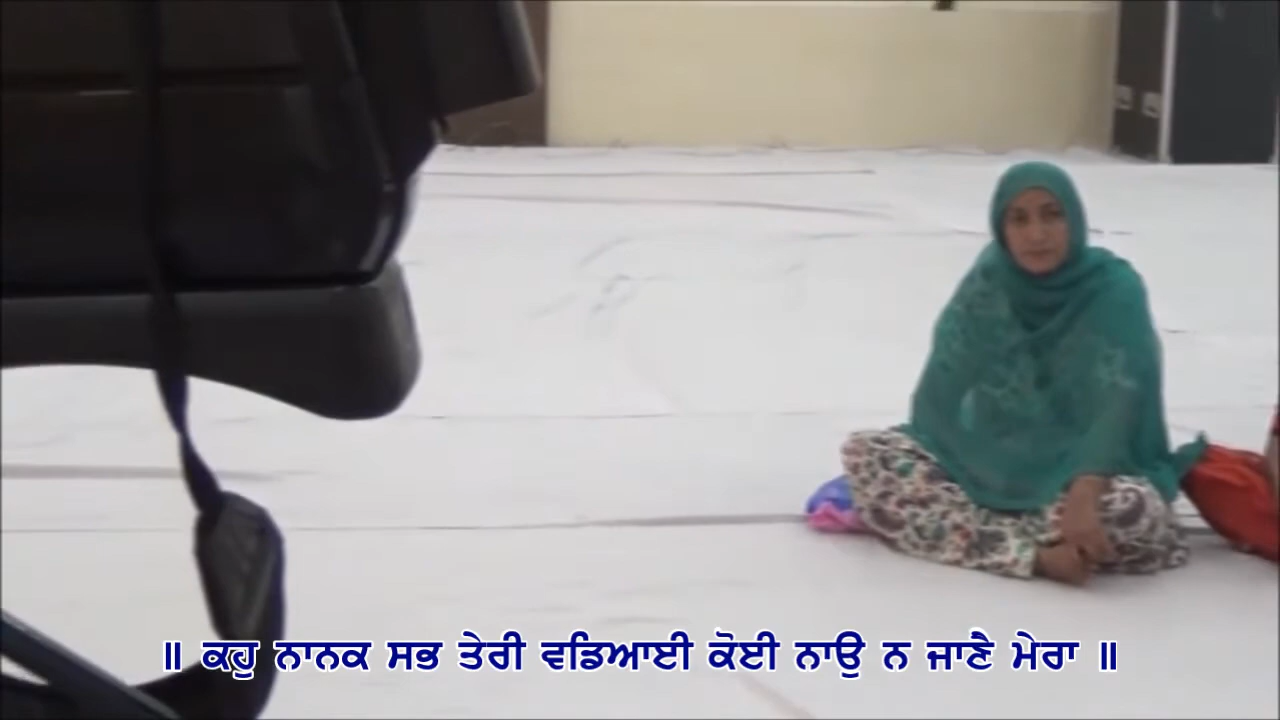 ॥ ਕਹੁ ਨਾਨਕ ਸਭ ਤੇਰੀ ਵਡਿਆਈ ਕੋਈ ਨਾਉ ਨ ਜਾਣੈ ਮੇਰਾ ॥